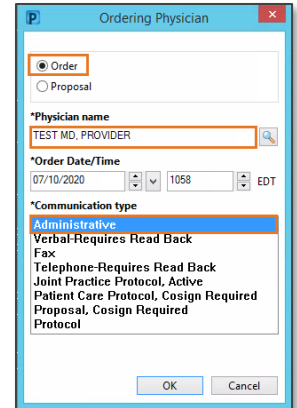 P Ordering Physician
Order
Proposal
*Physician name
TEST MD, PROVIDER
*Order Date/Time
07/10/2020 1058 EDT
*Communication type
Administrative
Verbal-Requires Read Back
Fax
Telephone-Requires Read Back
Joint Practice Protocol, Active
Patient Care Protocol, Cosign Required
Proposal, Cosign Required
Protocol
OK Cancel